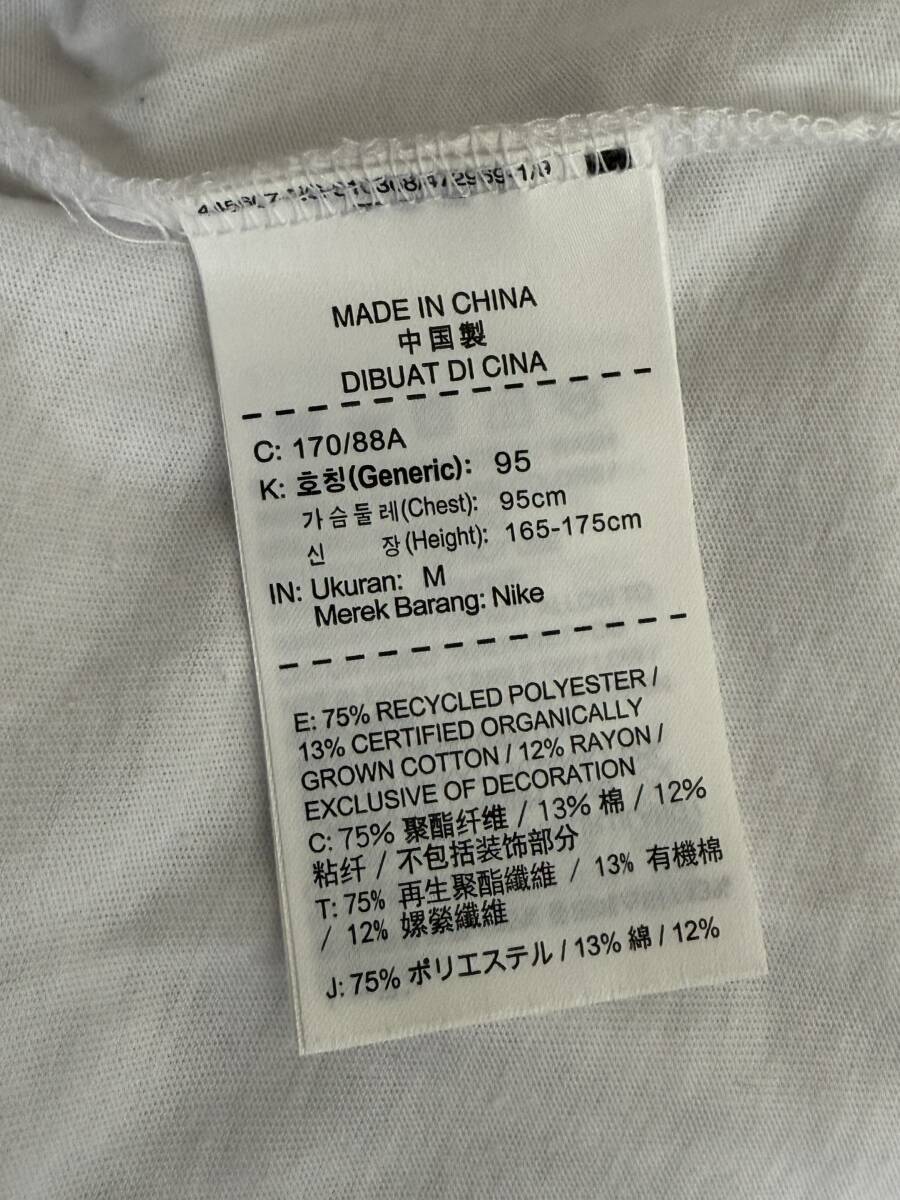 MADE IN CHINA
中国製
DIBUAT DI CINA
C: 170/88A
K: 호칭(Generic): 95
가슴둘레(Chest): 95cm
신 장(Height): 165-175cm
IN: Ukuran: M
Merek Barang: Nike
E: 75% RECYCLED POLYESTER /
13% CERTIFIED ORGANICALLY
GROWN COTTON / 12% RAYON /
EXCLUSIVE OF DECORATION
C: 75% 聚酯纤维 / 13% 棉 / 12%
粘纤 / 不包括装饰部分
T: 75% 再生聚酯纖維 / 13% 有機棉
/ 12% 嫘縈纖維
J: 75% ポリエステル / 13% 綿 / 12%